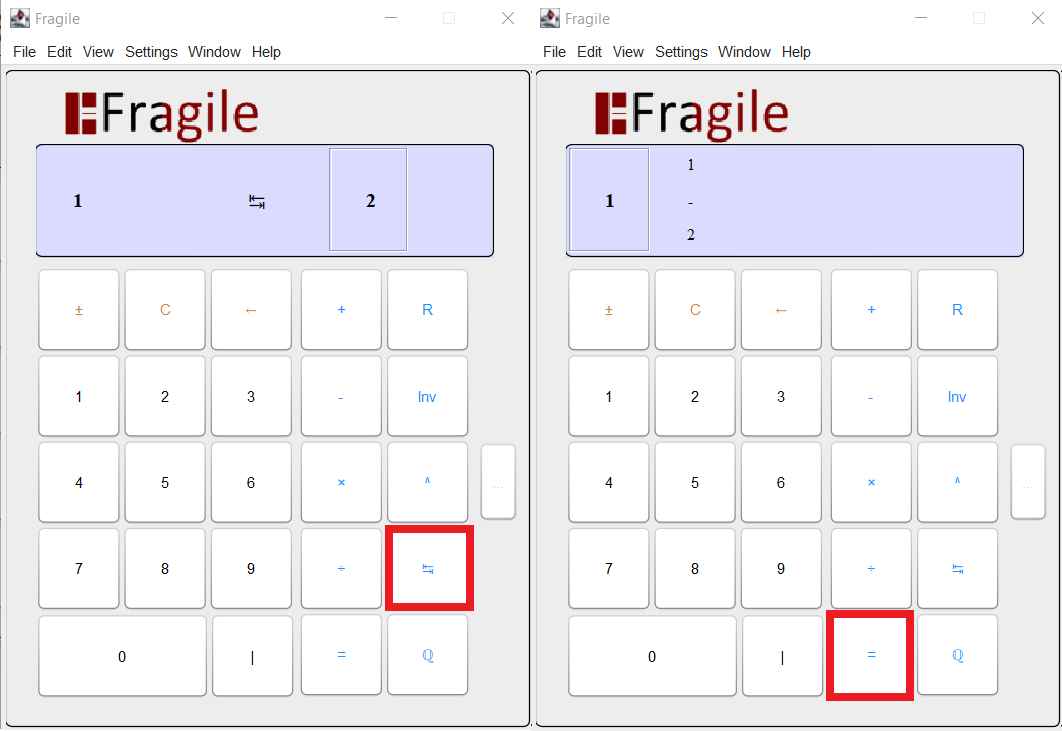 Fragile
File Edit View Settings Window Help
Fragile
1 ↹ 2
± C ← + R
1 2 3 - Inv
4 5 6 × ^
...
7 8 9 ÷ ↹
0 | = ℚ
Fragile
File Edit View Settings Window Help
Fragile
1
1
-
2
± C ← + R
1 2 3 - Inv
4 5 6 × ^
...
7 8 9 ÷ ↹
0 | = ℚ